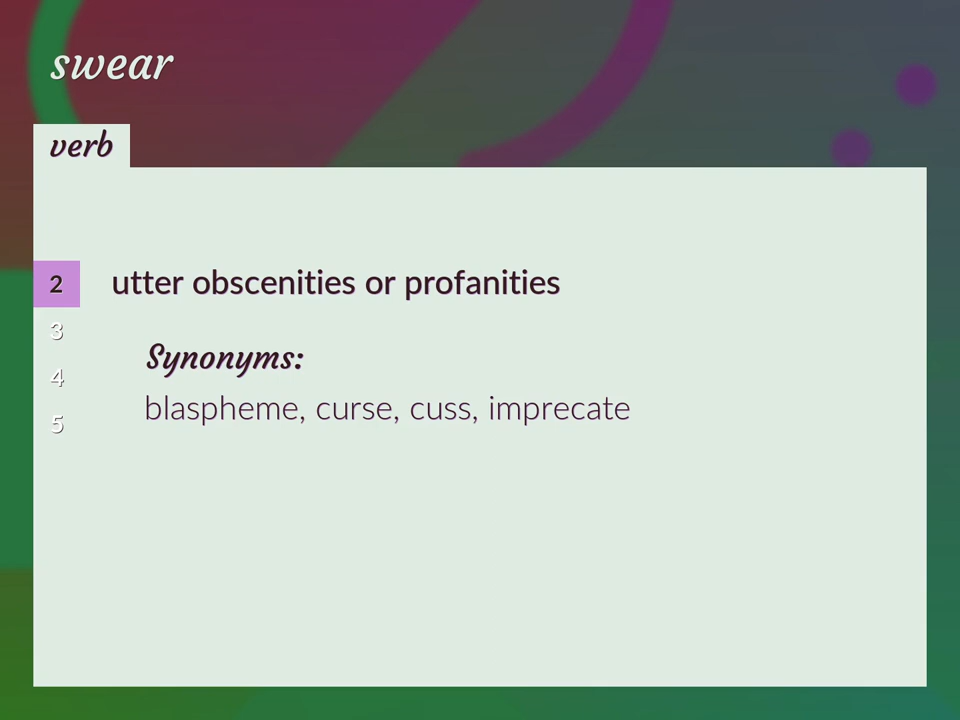 swear
verb
2 utter obscenities or profanities
3
Synonyms:
4
blaspheme, curse, cuss, imprecate
5